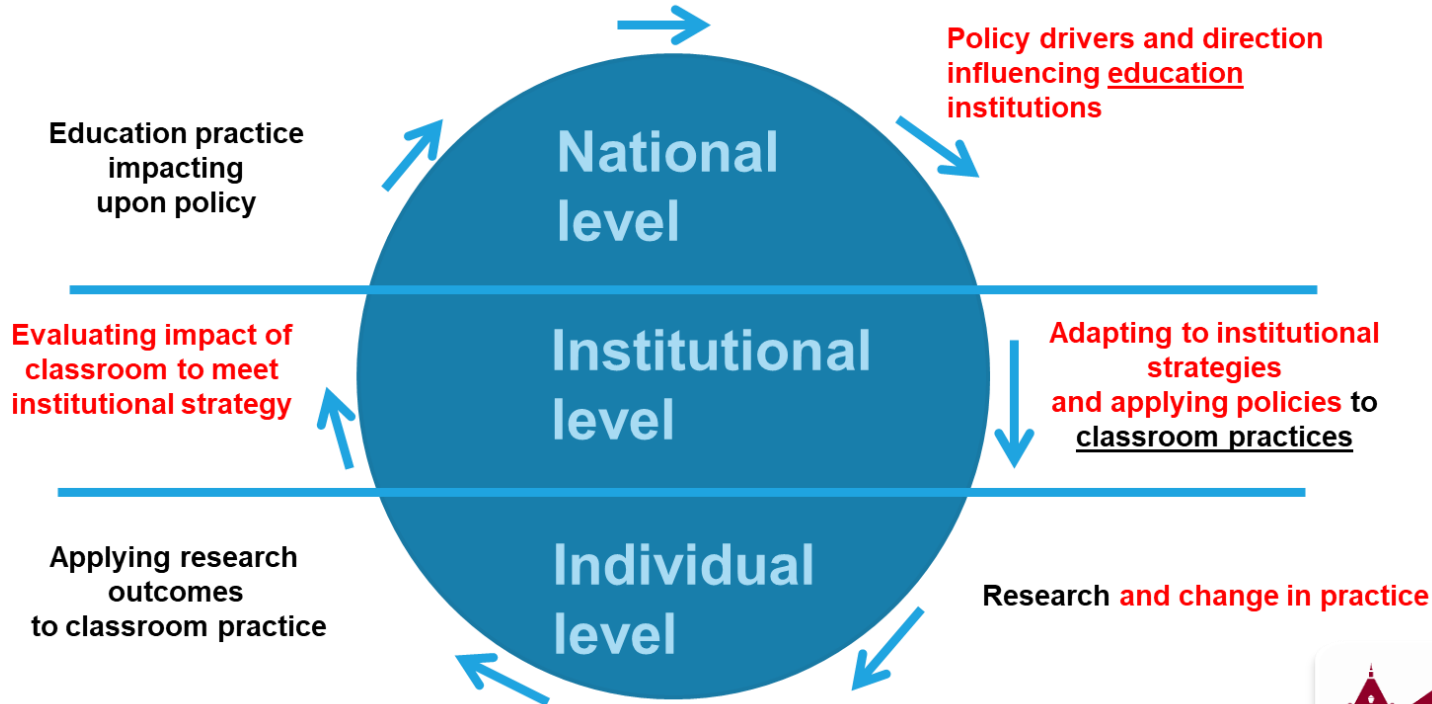 Policy drivers and direction
influencing education
institutions
Education practice
impacting
upon policy
National
level
Evaluating impact of
classroom to meet
institutional strategy
Institutional
level
Adapting to institutional
strategies
and applying policies to
classroom practices
Applying research
outcomes
to classroom practice
Individual
level
Research and change in practice